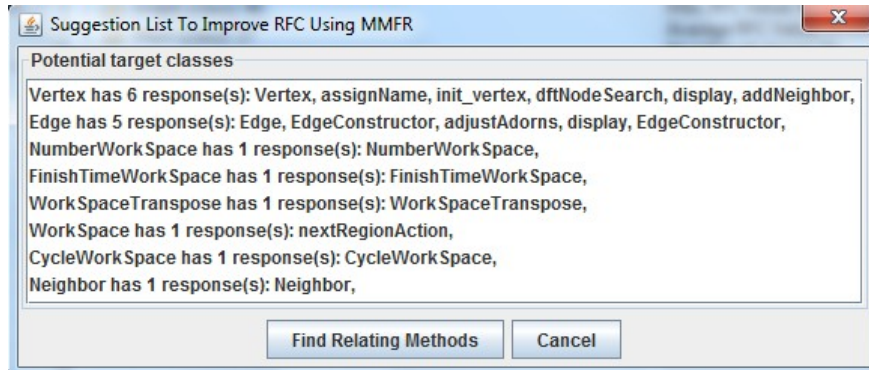 Suggestion List To Improve RFC Using MMFR
x
Potential target classes
Vertex has 6 response(s): Vertex, assignName, init_vertex, dftNodeSearch, display, addNeighbor,
Edge has 5 response(s): Edge, EdgeConstructor, adjustAdorns, display, EdgeConstructor,
NumberWorkSpace has 1 response(s): NumberWorkSpace,
FinishTimeWorkSpace has 1 response(s): FinishTimeWorkSpace,
WorkSpaceTranspose has 1 response(s): WorkSpaceTranspose,
WorkSpace has 1 response(s): nextRegionAction,
CycleWorkSpace has 1 response(s): CycleWorkSpace,
Neighbor has 1 response(s): Neighbor,
Find Relating Methods Cancel